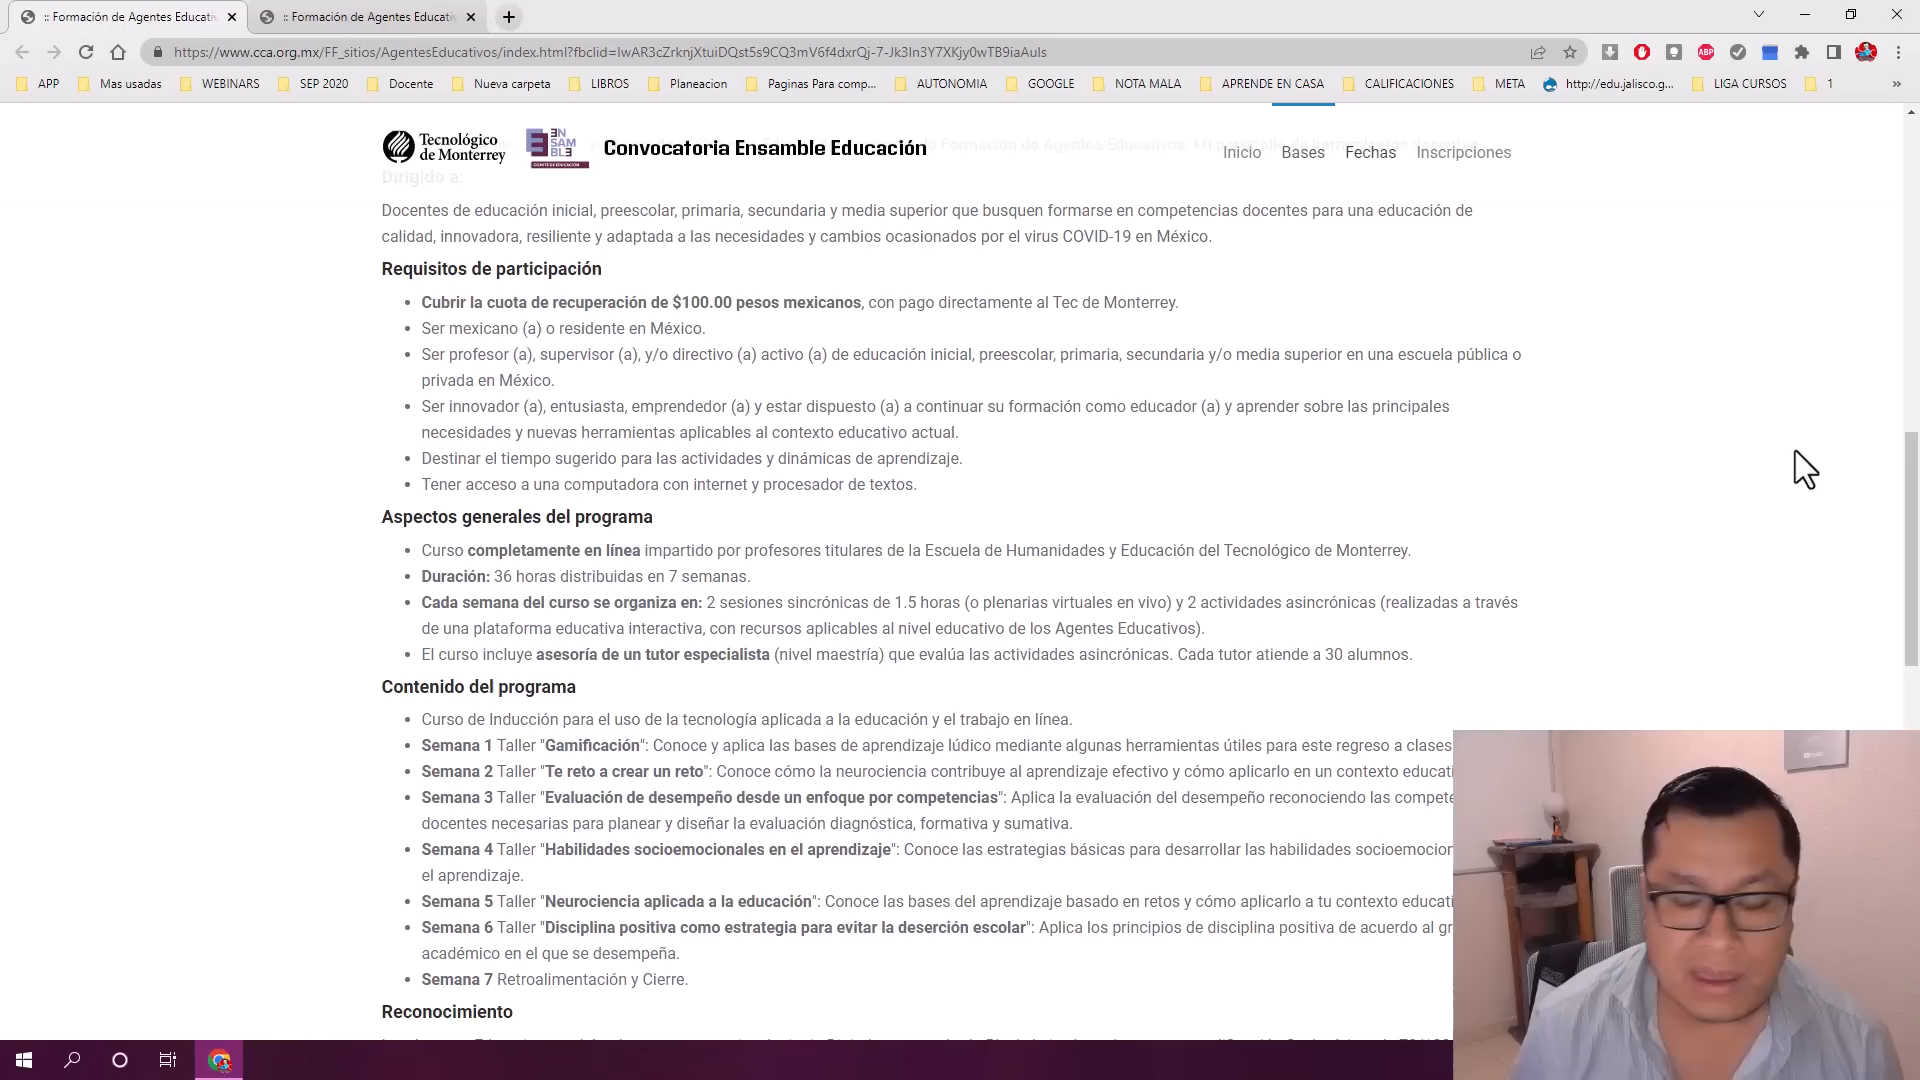 :: Formación de Agentes Educativ
:: Formación de Agentes Educativ
https://www.cca.org.mx/FF_sitios/AgentesEducativos/index.html?fbclid=IwAR3cZrknjXtuiDQst5s9CQ3mV6f4dxrQj-7-Jk3In3Y7XKjy0wTB9iaAuIs
APP Mas usadas WEBINARS SEP 2020 Docente Nueva carpeta LIBROS Planeacion Paginas Para comp... AUTONOMIA GOOGLE NOTA MALA APRENDE EN CASA CALIFICACIONES META http://edu.jalisco.g... LIGA CURSOS 1 »
Tecnológico de Monterrey
ENSAMBLE
Convocatoria Ensamble Educación
Inicio Bases Fechas Inscripciones
Dirigido a:
Docentes de educación inicial, preescolar, primaria, secundaria y media superior que busquen formarse en competencias docentes para una educación de
calidad, innovadora, resiliente y adaptada a las necesidades y cambios ocasionados por el virus COVID-19 en México.
Requisitos de participación
• Cubrir la cuota de recuperación de $100.00 pesos mexicanos, con pago directamente al Tec de Monterrey.
• Ser mexicano (a) o residente en México.
• Ser profesor (a), supervisor (a), y/o directivo (a) activo (a) de educación inicial, preescolar, primaria, secundaria y/o media superior en una escuela pública o
privada en México.
• Ser innovador (a), entusiasta, emprendedor (a) y estar dispuesto (a) a continuar su formación como educador (a) y aprender sobre las principales
necesidades y nuevas herramientas aplicables al contexto educativo actual.
• Destinar el tiempo sugerido para las actividades y dinámicas de aprendizaje.
• Tener acceso a una computadora con internet y procesador de textos.
Aspectos generales del programa
• Curso completamente en línea impartido por profesores titulares de la Escuela de Humanidades y Educación del Tecnológico de Monterrey.
• Duración: 36 horas distribuidas en 7 semanas.
• Cada semana del curso se organiza en: 2 sesiones sincrónicas de 1.5 horas (o plenarias virtuales en vivo) y 2 actividades asincrónicas (realizadas a través
de una plataforma educativa interactiva, con recursos aplicables al nivel educativo de los Agentes Educativos).
• El curso incluye asesoría de un tutor especialista (nivel maestría) que evalúa las actividades asincrónicas. Cada tutor atiende a 30 alumnos.
Contenido del programa
• Curso de Inducción para el uso de la tecnología aplicada a la educación y el trabajo en línea.
• Semana 1 Taller "Gamificación": Conoce y aplica las bases de aprendizaje lúdico mediante algunas herramientas útiles para este regreso a clases
• Semana 2 Taller "Te reto a crear un reto": Conoce cómo la neurociencia contribuye al aprendizaje efectivo y cómo aplicarlo en un contexto educati
• Semana 3 Taller "Evaluación de desempeño desde un enfoque por competencias": Aplica la evaluación del desempeño reconociendo las compete
docentes necesarias para planear y diseñar la evaluación diagnóstica, formativa y sumativa.
• Semana 4 Taller "Habilidades socioemocionales en el aprendizaje": Conoce las estrategias básicas para desarrollar las habilidades socioemocion
el aprendizaje.
• Semana 5 Taller "Neurociencia aplicada a la educación": Conoce las bases del aprendizaje basado en retos y cómo aplicarlo a tu contexto educati
• Semana 6 Taller "Disciplina positiva como estrategia para evitar la deserción escolar": Aplica los principios de disciplina positiva de acuerdo al gr
académico en el que se desempeña.
• Semana 7 Retroalimentación y Cierre.
Reconocimiento